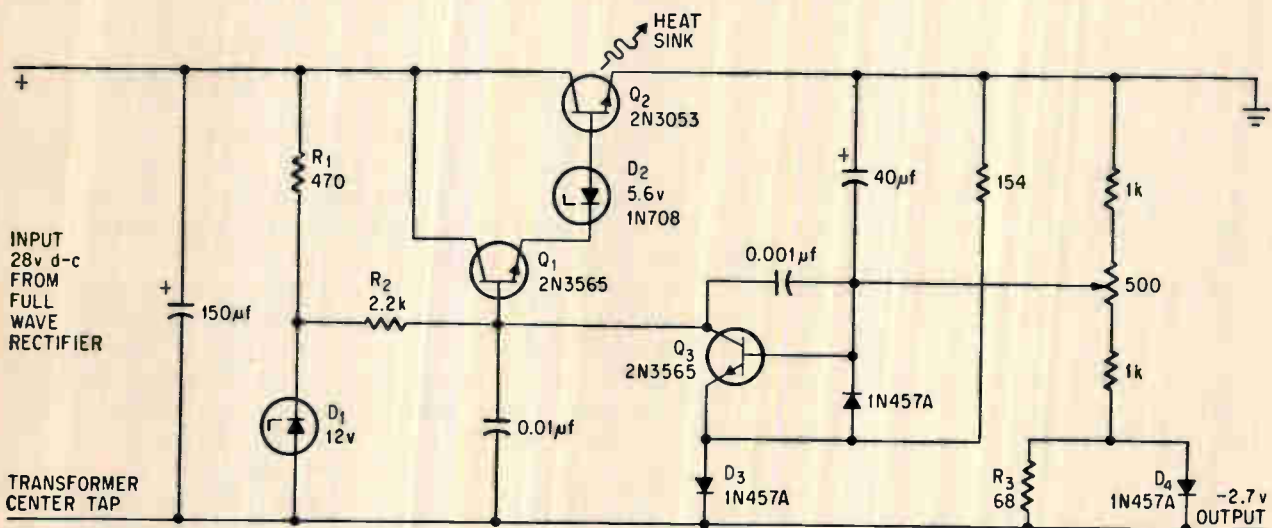 HEAT
SINK
+
Q2
2N3053
R1
470
D2
5.6v
1N708
+
40μf
154
1k
INPUT
28v d-c
FROM
FULL
WAVE
RECTIFIER
+
150μf
R2
2.2k
Q1
2N3565
0.001μf
500
Q3
2N3565
1k
D1
12v
0.01μf
1N457A
TRANSFORMER
CENTER TAP
D3
1N457A
R3
68
D4
1N457A
-2.7v
OUTPUT